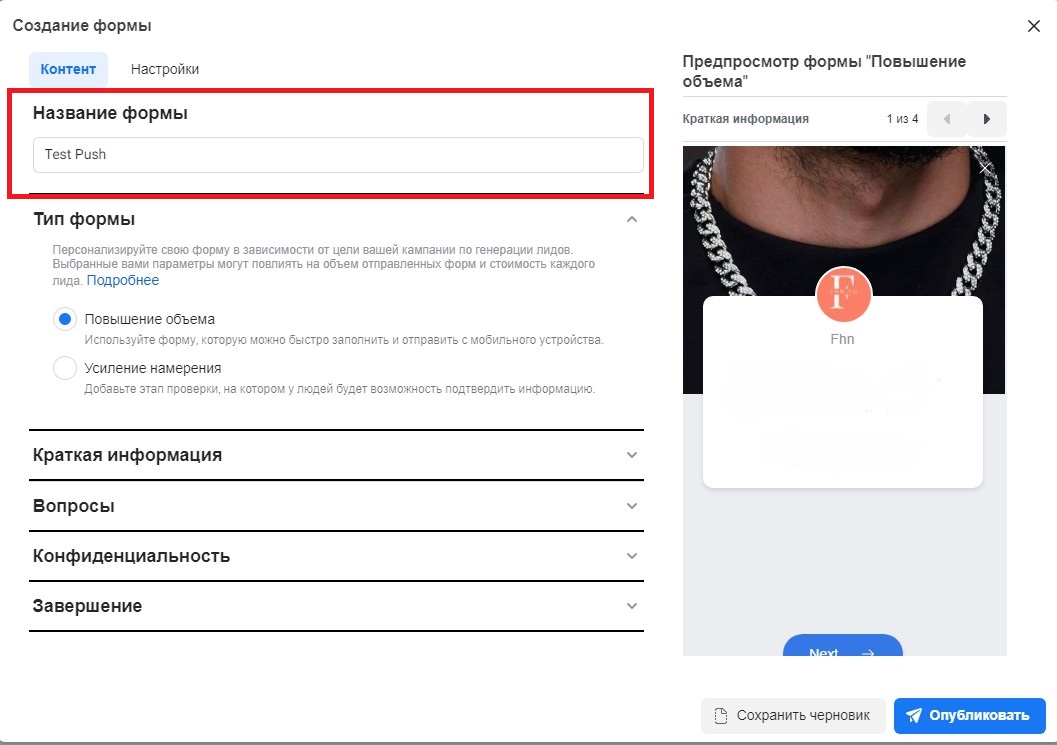 Создание формы
Контент Настройки
Название формы
Test Push
Тип формы
Персонализируйте свою форму в зависимости от цели вашей кампании по генерации лидов.
Выбранные вами параметры могут повлиять на объем отправленных форм и стоимость каждого
лида. Подробнее
Повышение объема
Используйте форму, которую можно быстро заполнить и отправить с мобильного устройства.
Усиление намерения
Добавьте этап проверки, на котором у людей будет возможность подтвердить информацию.
Краткая информация
Вопросы
Конфиденциальность
Завершение
Предпросмотр формы "Повышение
объема"
Краткая информация 1 из 4
F
Fhn
Next
Сохранить черновик Опубликовать